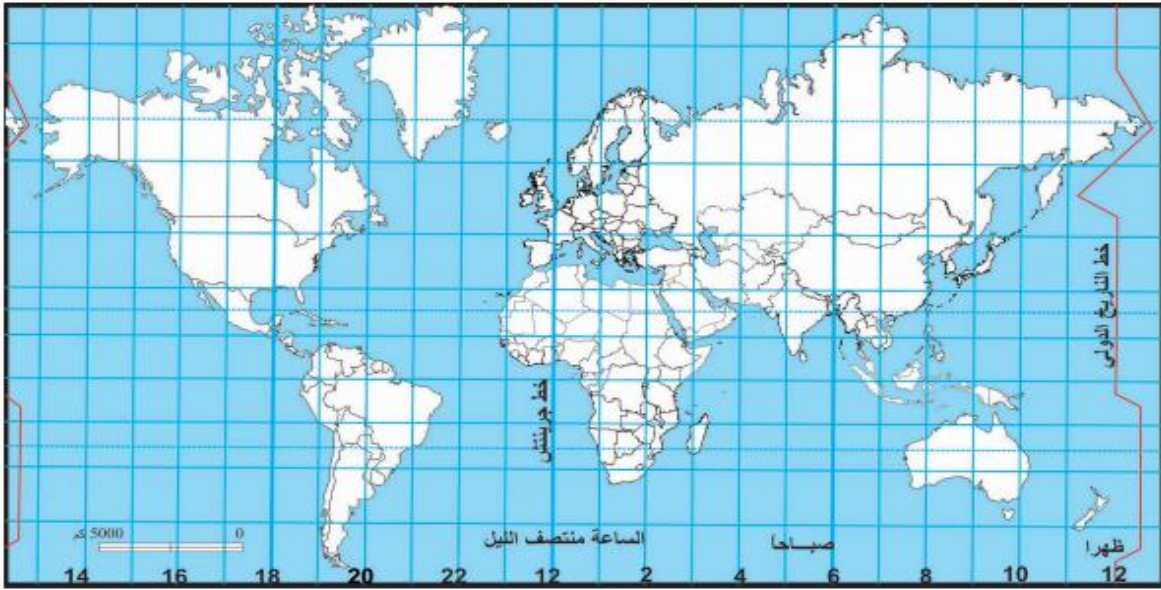 خط التاريخ الدولي
خط جرينتش
5000 كم 0
الساعة منتصف الليل صباحا ظهرا
14 16 18 20 22 12 2 4 6 8 10 12